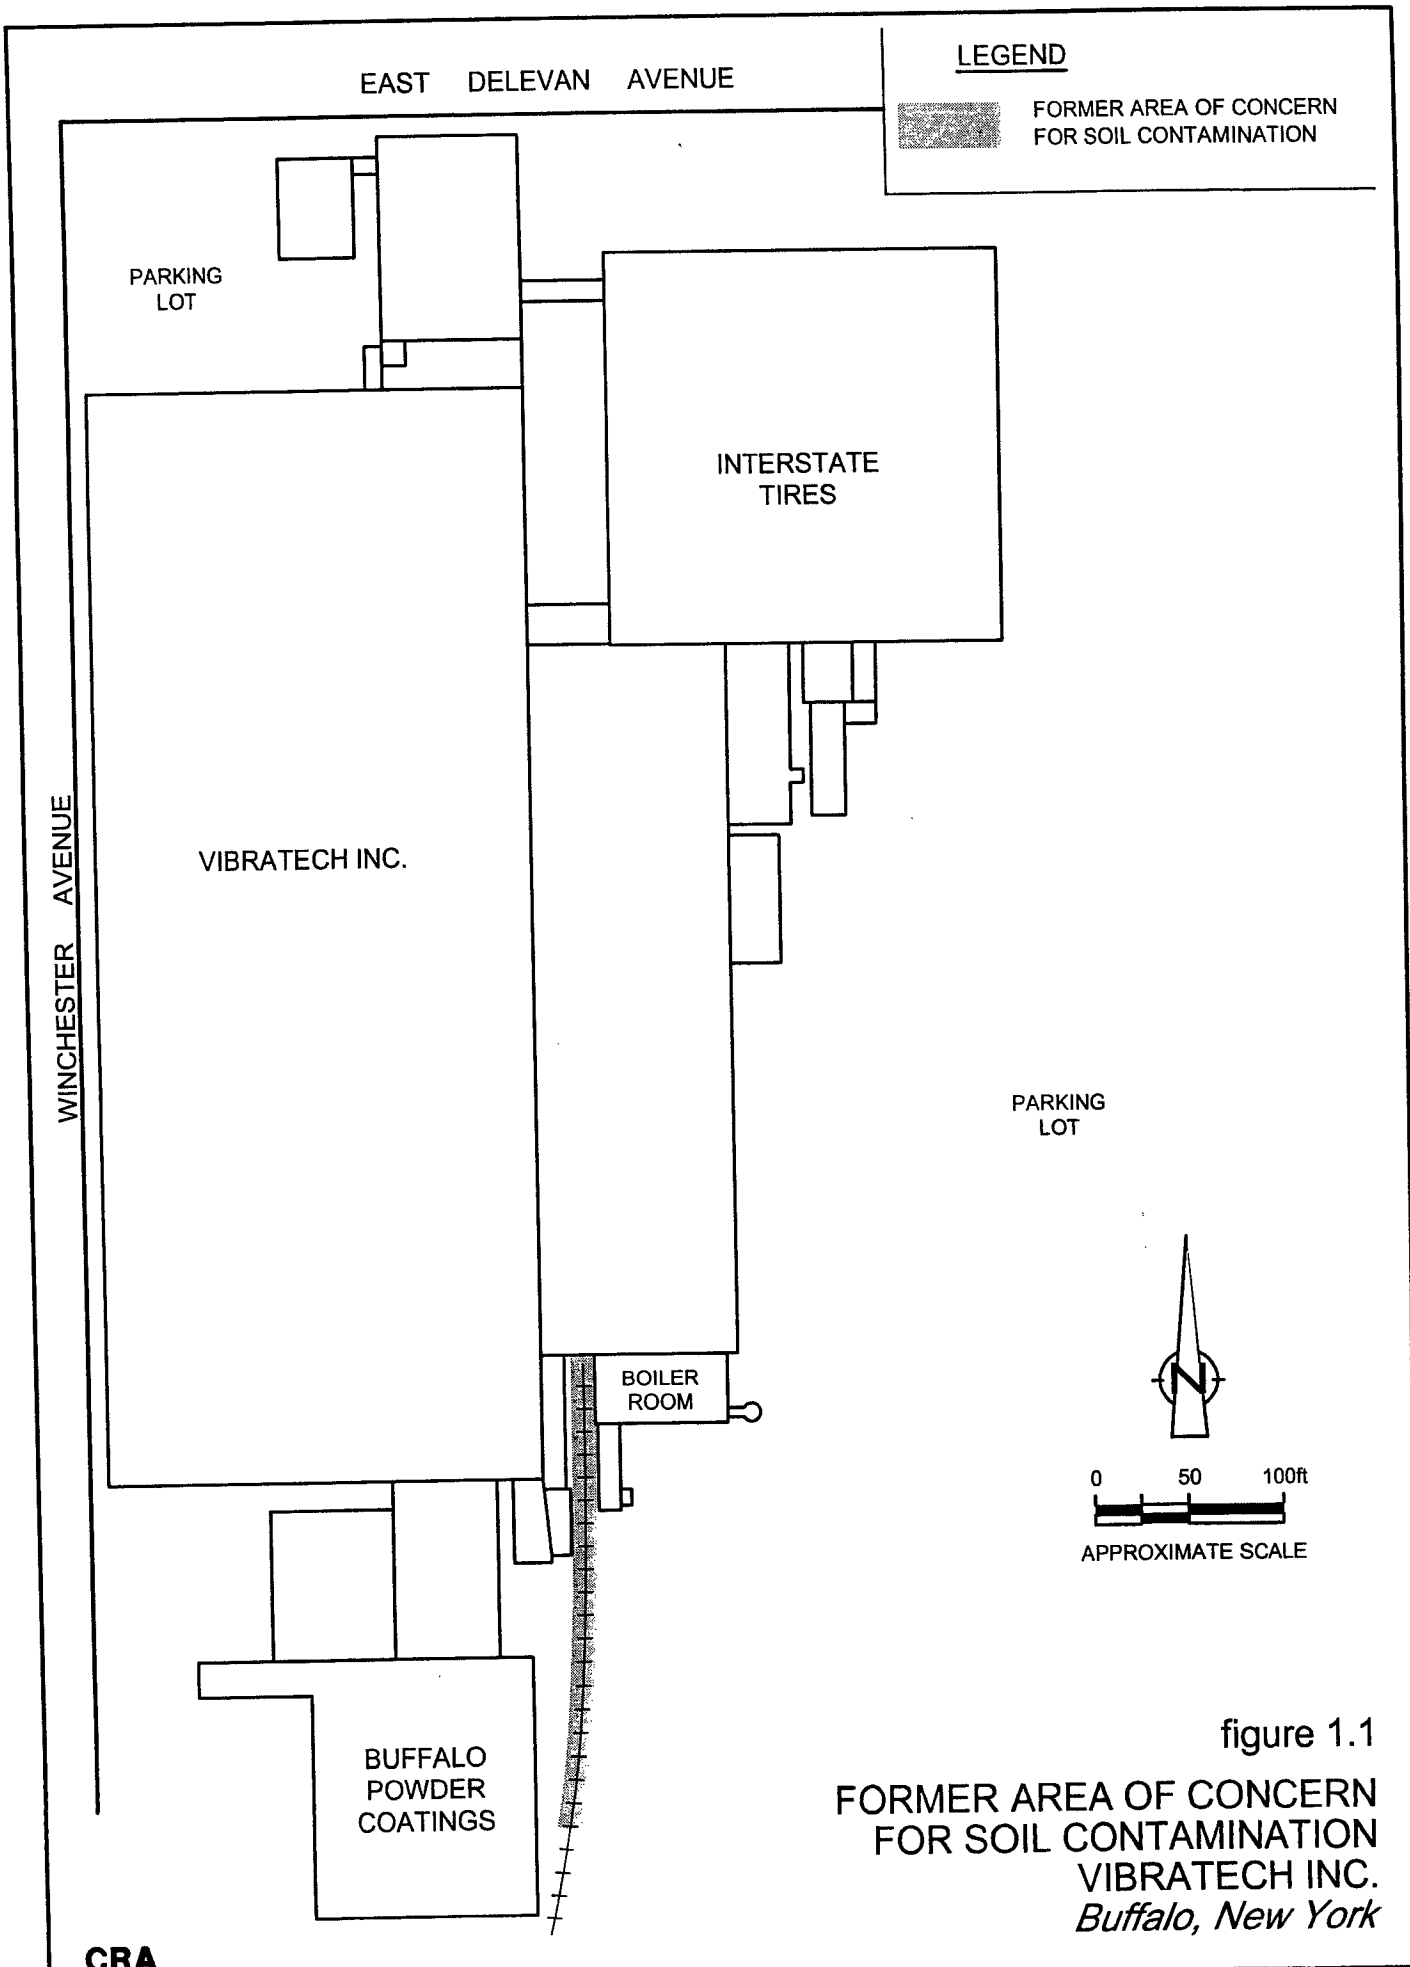 EAST DELEVAN AVENUE
LEGEND
FORMER AREA OF CONCERN
FOR SOIL CONTAMINATION
PARKING
LOT
INTERSTATE
TIRES
VIBRATECH INC.
WINCHESTER AVENUE
PARKING
LOT
BOILER
ROOM
N
0 50 100ft
APPROXIMATE SCALE
BUFFALO
POWDER
COATINGS
figure 1.1
FORMER AREA OF CONCERN
FOR SOIL CONTAMINATION
VIBRATECH INC.
Buffalo, New York
CRA